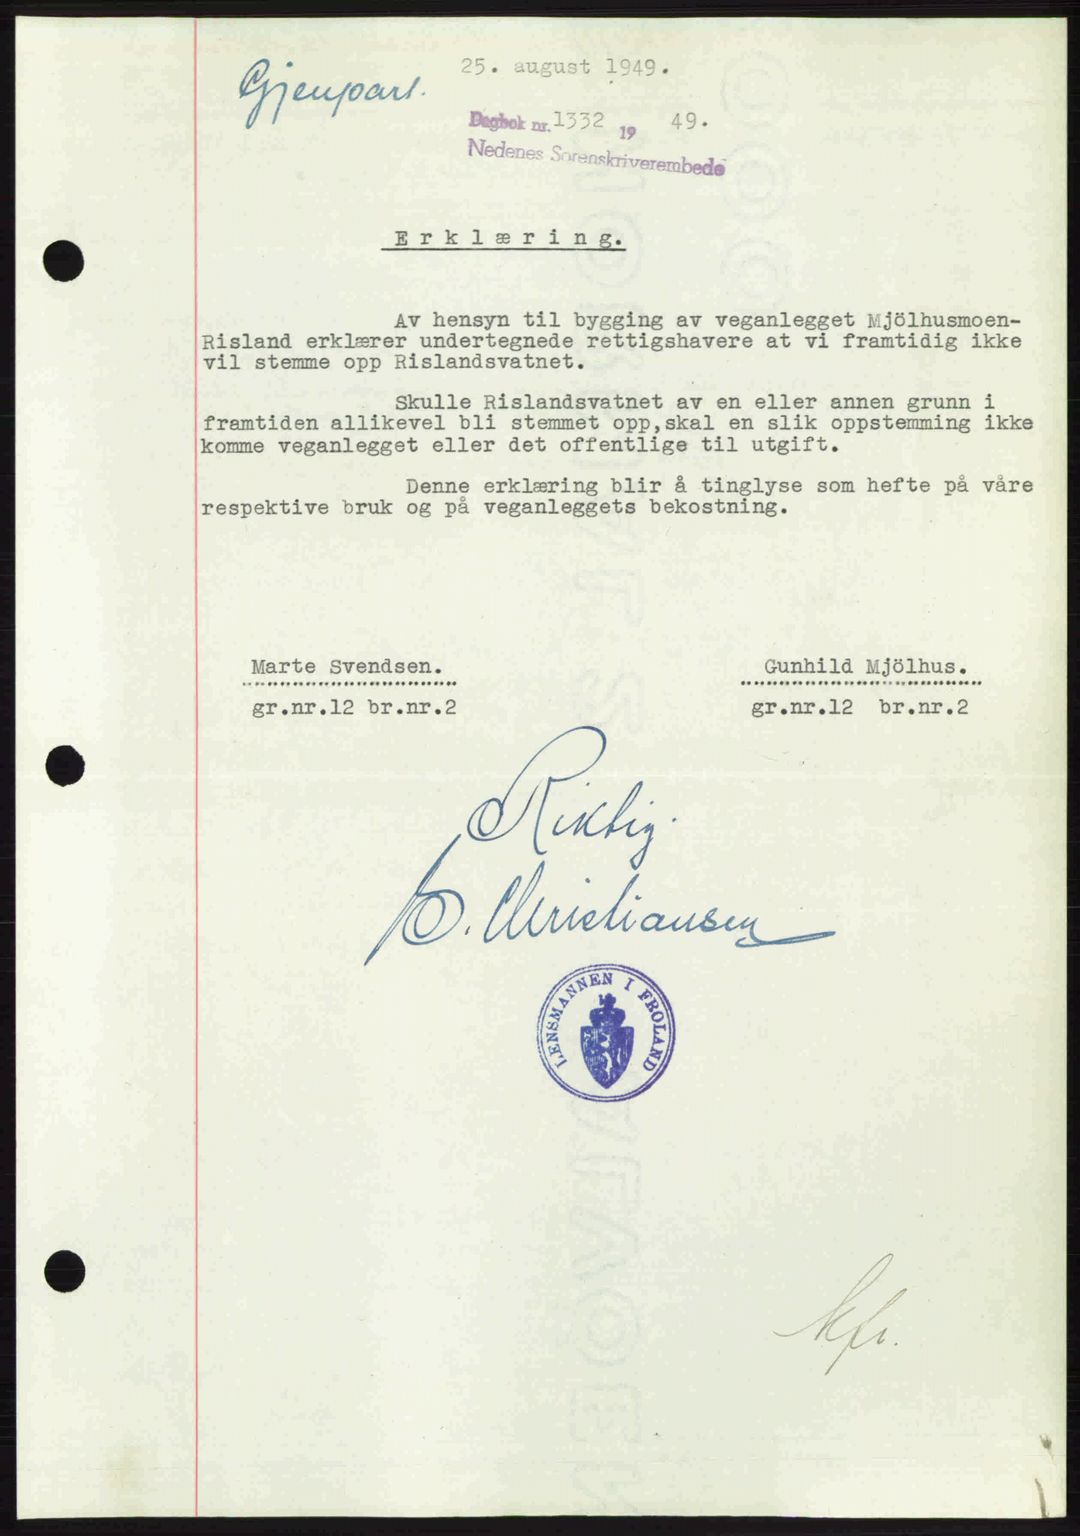 Gjenpart.
25. august 1949.
Dagbok nr. 1332 19 49.
Nedenes Sorenskriverembede
Erklæring.
Av hensyn til bygging av veganlegget Mjölhusmoen-
Risland erklærer undertegnede rettigshavere at vi framtidig ikke
vil stemme opp Rislandsvatnet.
Skulle Rislandsvatnet av en eller annen grunn i
framtiden allikevel bli stemmet opp,skal en slik oppstemming ikke
komme veganlegget eller det offentlige til utgift.
Denne erklæring blir å tinglyse som hefte på våre
respektive bruk og på veganleggets bekostning.
Marte Svendsen. Gunhild Mjölhus.
gr.nr.12 br.nr.2 gr.nr.12 br.nr.2
Riktig.
O. Christiansen
LENSMANNEN I FROLAND
kfr.